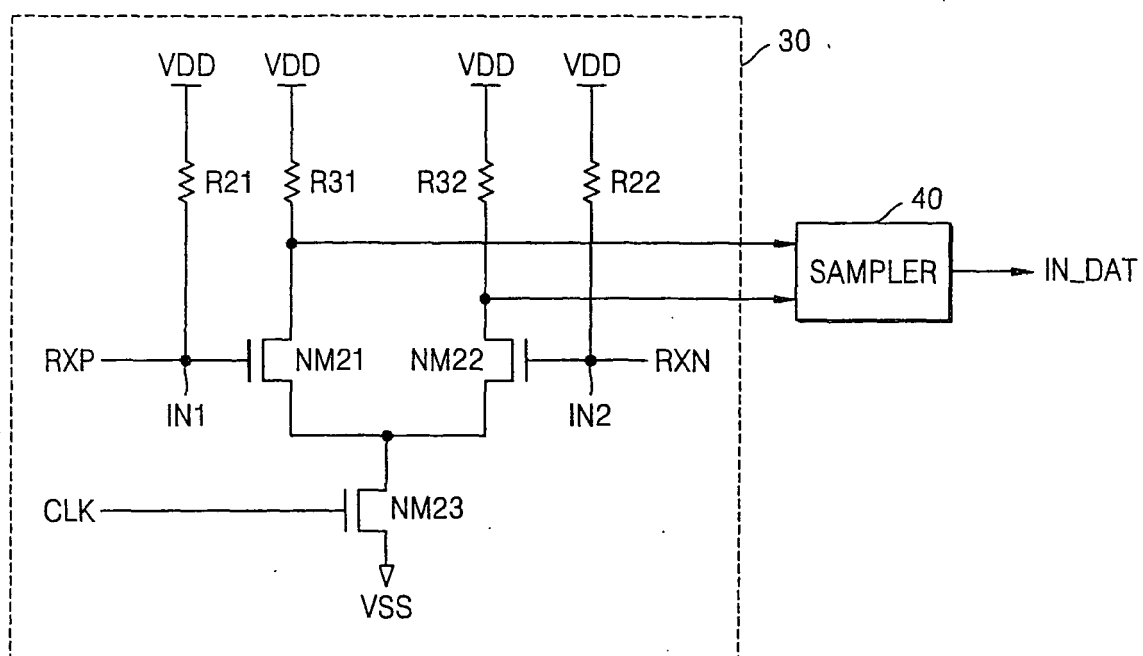 30
VDD VDD VDD VDD
R21 R31 R32 R22
40
SAMPLER
IN_DAT
RXP NM21 NM22 RXN
IN1 IN2
CLK NM23
VSS